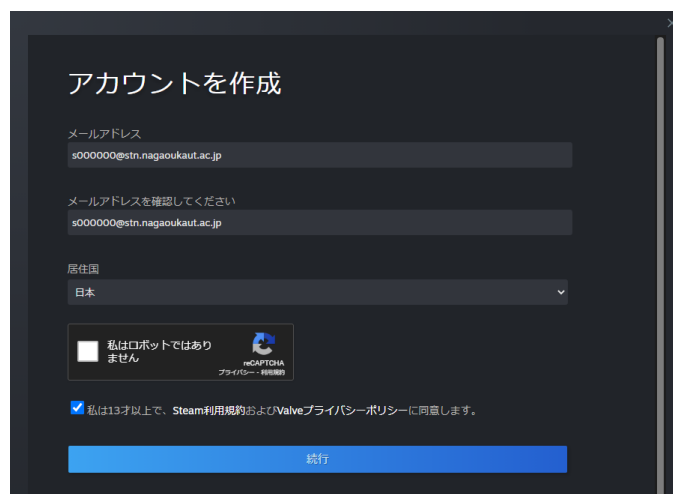 アカウントを作成
メールアドレス
s000000@stn.nagaoukaut.ac.jp
メールアドレスを確認してください
s000000@stn.nagaoukaut.ac.jp
居住国
日本
私はロボットではあり
ません
reCAPTCHA
プライバシー - 利用規約
私は13才以上で、Steam利用規約およびValveプライバシーポリシーに同意します。
続行